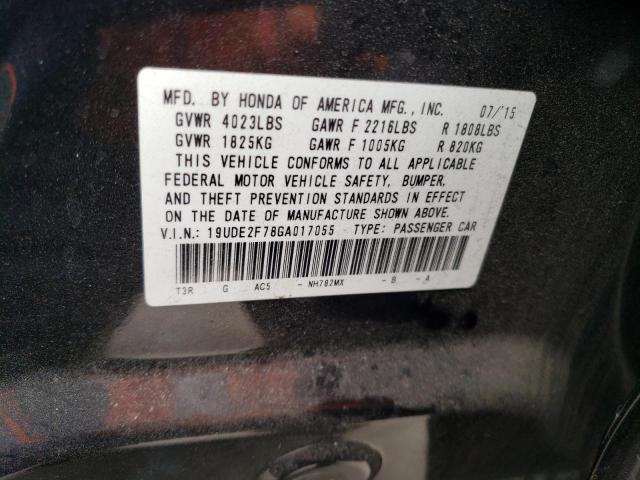 MFD. BY HONDA OF AMERICA MFG., INC. 07/'15
GVWR 4023LBS GAWR F 2216LBS R 1808LBS
GVWR 1825KG GAWR F 1005KG R 820KG
THIS VEHICLE CONFORMS TO ALL APPLICABLE
FEDERAL MOTOR VEHICLE SAFETY, BUMPER,
AND THEFT PREVENTION STANDARDS IN EFFECT
ON THE DATE OF MANUFACTURE SHOWN ABOVE.
V.I.N.: 19UDE2F78GA017055 TYPE: PASSENGER CAR
T3R G AC5 - NH782MX - B - A